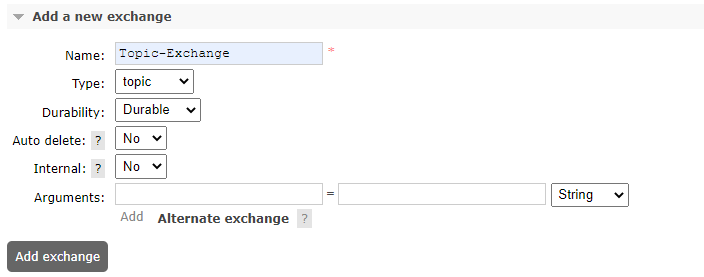 Add a new exchange
Name: Topic-Exchange *
Type: topic
Durability: Durable
Auto delete: ? No
Internal: ? No
Arguments: = String
Add Alternate exchange ?
Add exchange